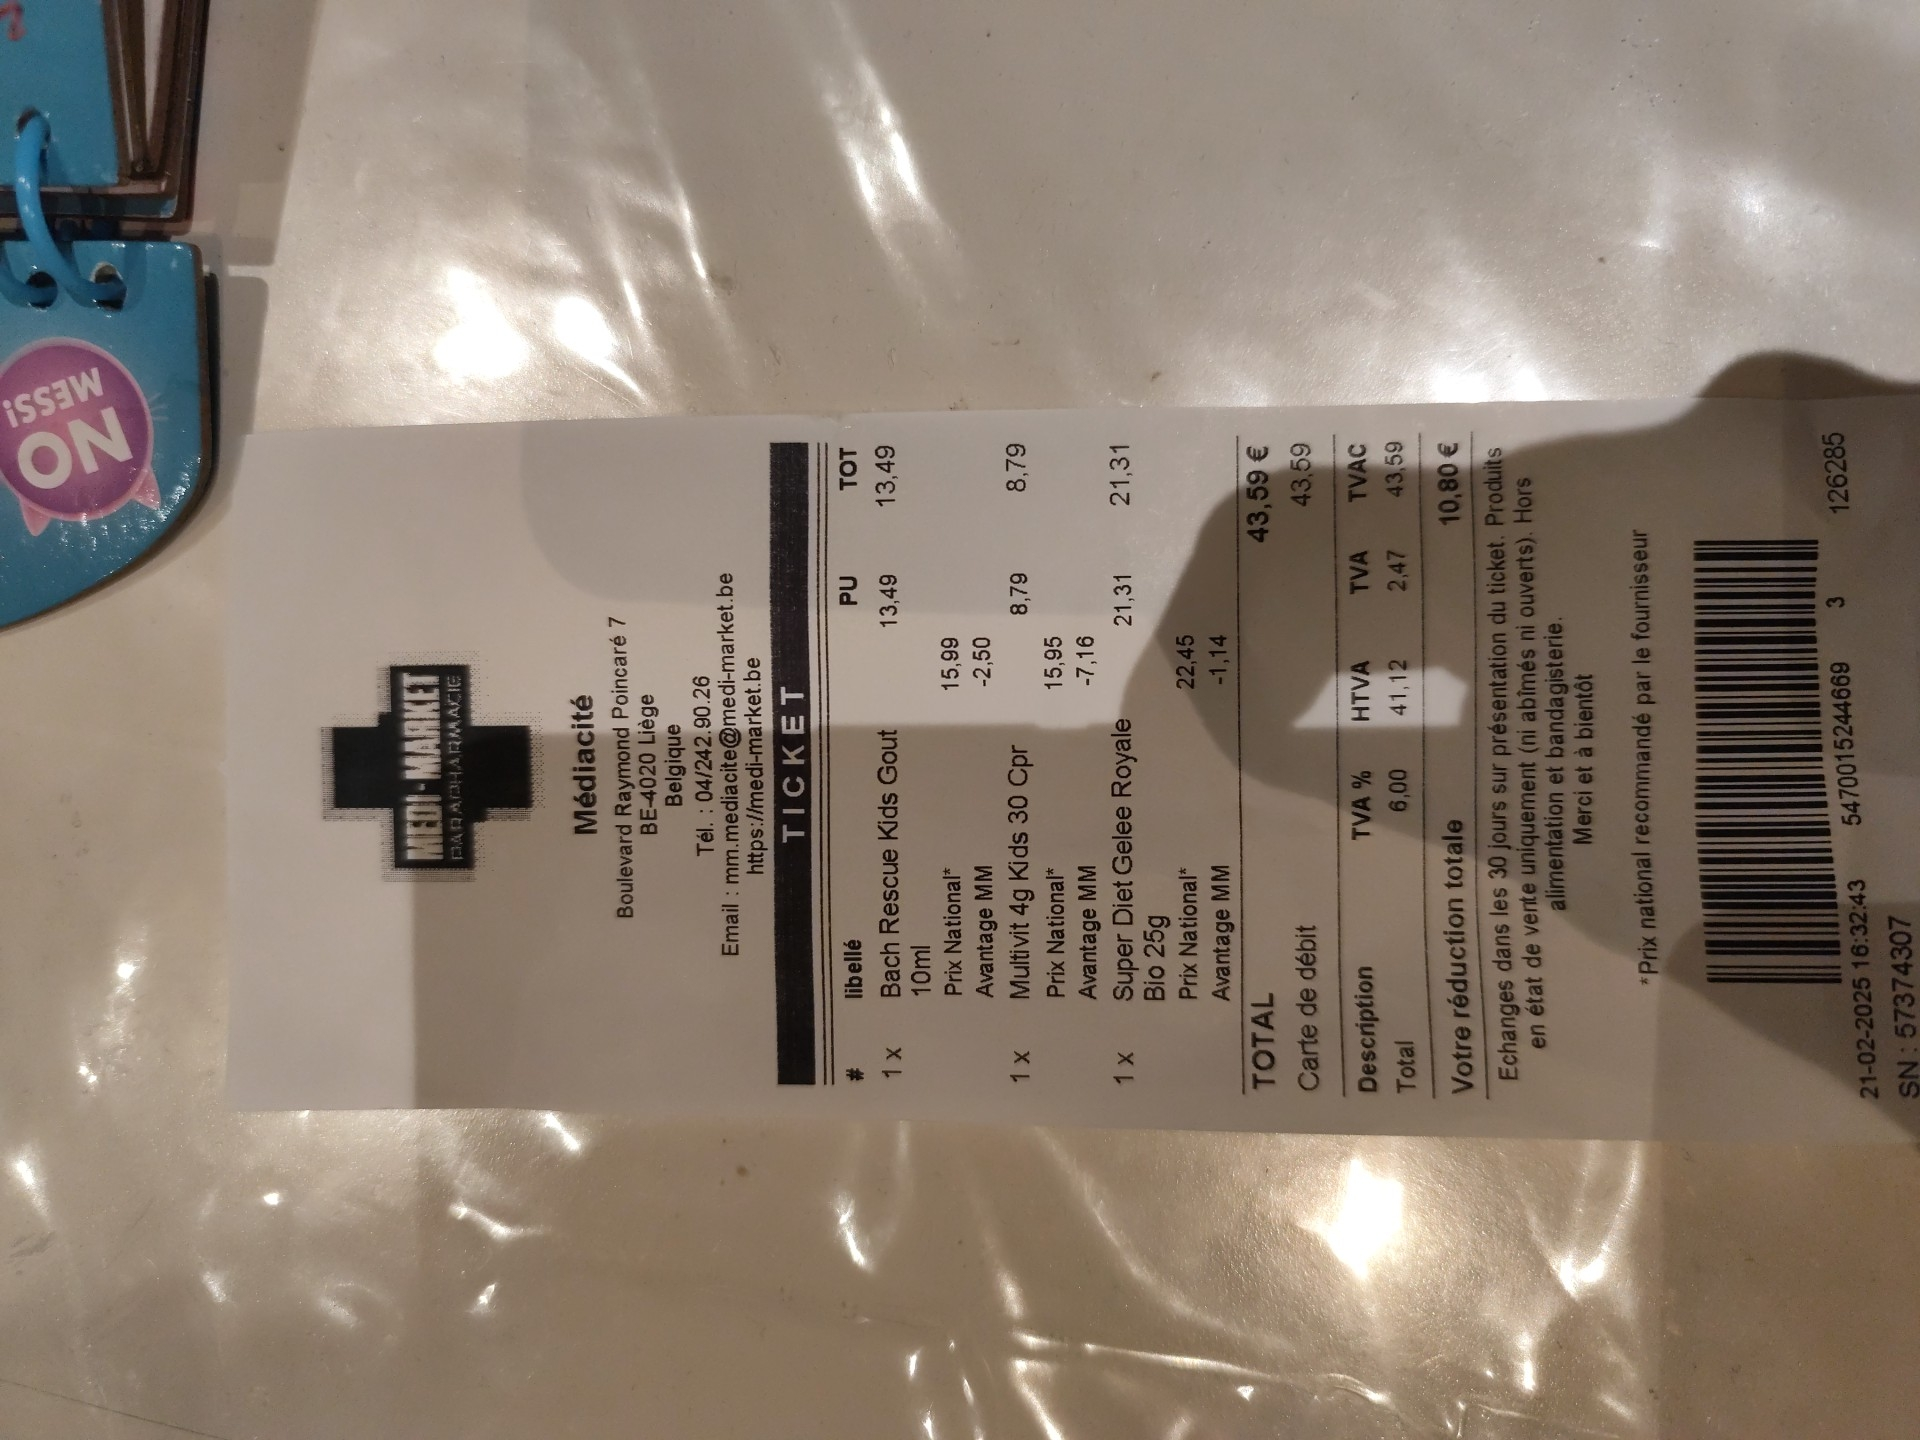 NO
MESS!
MEDI-MARKET
PARAPHARMACIE
Médiacité
Boulevard Raymond Poincaré 7
BE-4020 Liège
Belgique
Tél. : 04/242.90.26
Email : mm.mediacite@medi-market.be
https://medi-market.be
TICKET
# libellé PU TOT
1 x Bach Rescue Kids Gout 13,49 13,49
10ml
Prix National* 15,99
Avantage MM -2,50
1 x Multivit 4g Kids 30 Cpr 8,79 8,79
Prix National* 15,95
Avantage MM -7,16
1 x Super Diet Gelee Royale 21,31 21,31
Bio 25g
Prix National* 22,45
Avantage MM -1,14
TOTAL 43,59 €
Carte de débit 43,59
Description TVA % HTVA TVA TVAC
Total 6,00 41,12 2,47 43,59
Votre réduction totale 10,80 €
Echanges dans les 30 jours sur présentation du ticket. Produits
en état de vente uniquement (ni abîmés ni ouverts). Hors
alimentation et bandagisterie.
Merci et à bientôt
*Prix national recommandé par le fournisseur
21-02-2025 16:32:43 5470015244669 3 126285
SN : 57374307